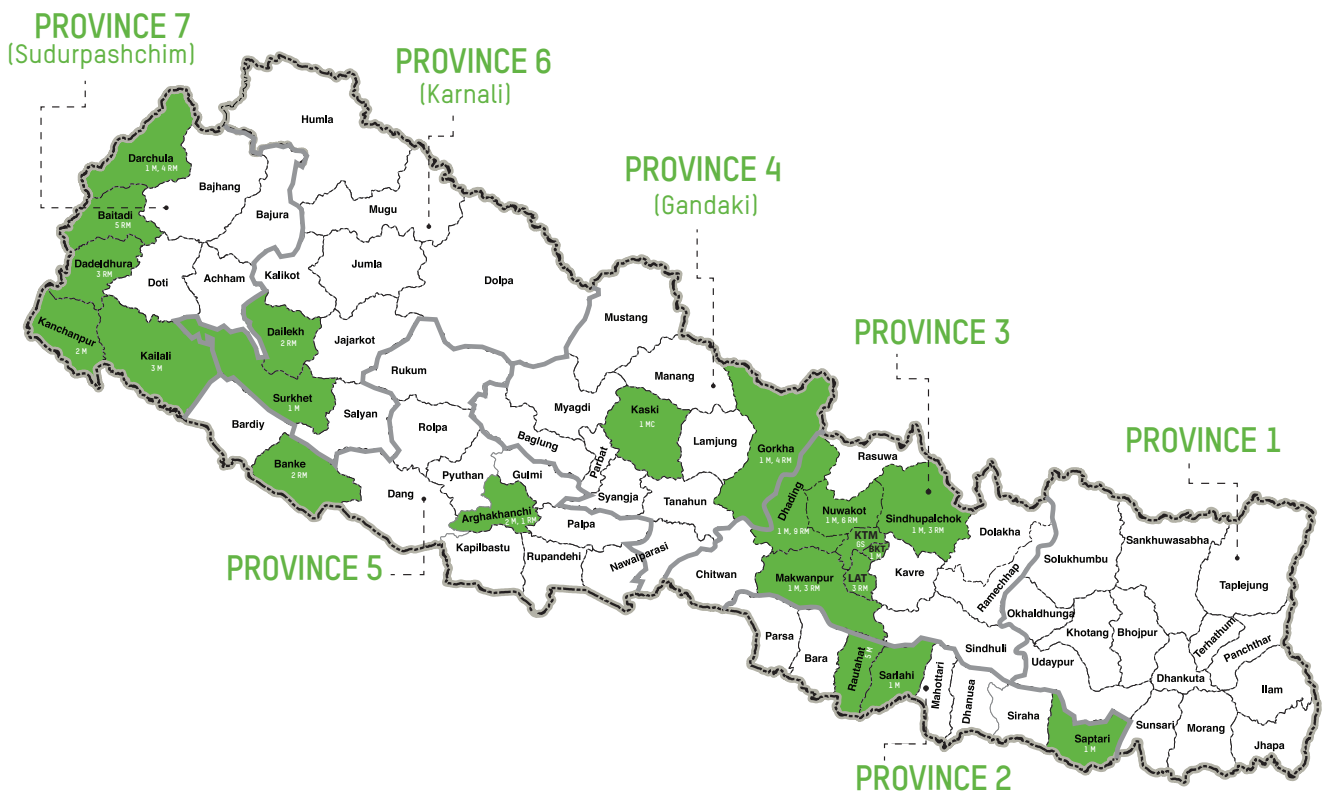 PROVINCE 7
(Sudurpashchim)
PROVINCE 6
(Karnali)
Humla
Darchula
1 M, 4 RM
Bajhang
PROVINCE 4
(Gandaki)
Baitadi
5 RM
Bajura
Mugu
Dadeldhura
3 RM
Doti
Achham
Kalikot
Jumla
Dolpa
Mustang
Kanchanpur
2 M
Kailali
3 M
Dailekh
2 RM
Jajarkot
PROVINCE 3
Rukum
Manang
Surkhet
1 M
Salyan
Myagdi
Kaski
1 MC
Bardiy
Rolpa
Baglung
Parbat
Lamjung
Gorkha
1 M, 4 RM
PROVINCE 1
Banke
2 RM
Dang
Pyuthan
Gulmi
Syangja
Tanahun
Dhading
1 M, 9 RM
Rasuwa
Nuwakot
1 M, 6 RM
Sindhupalchok
1 M, 3 RM
Dolakha
Arghakhanchi
2 M, 1 RM
Palpa
KTM
GS
BKT
Sankhuwasabha
Solukhumbu
Taplejung
PROVINCE 5
Kapilbastu
Rupandehi
Nawalparasi
Chitwan
Makwanpur
1 M, 3 RM
LAT
3 RM
Kavre
Ramechhap
Okhaldhunga
Khotang
Bhojpur
Terhathum
Panchthar
Parsa
Bara
Rautahat
5 M
Sarlahi
1 M
Mahottari
Dhanusa
Sindhuli
Siraha
Udaypur
Dhankuta
Ilam
Saptari
1 M
Sunsari
Morang
Jhapa
PROVINCE 2